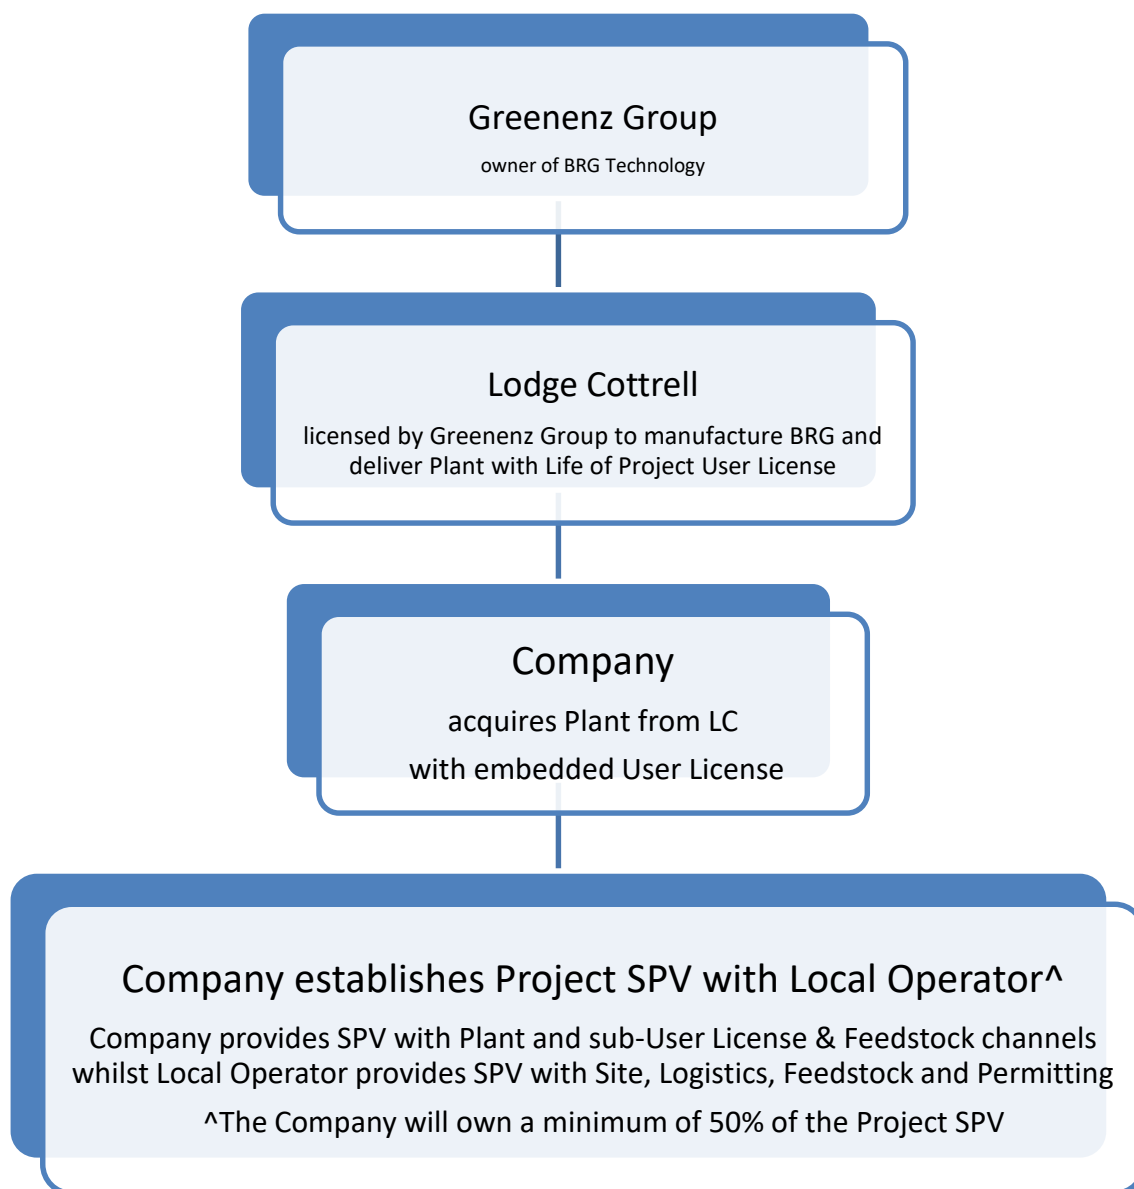 Greenenz Group
owner of BRG Technology
Lodge Cottrell
licensed by Greenenz Group to manufacture BRG and
deliver Plant with Life of Project User License
Company
acquires Plant from LC
with embedded User License
Company establishes Project SPV with Local Operator^
Company provides SPV with Plant and sub-User License & Feedstock channels
whilst Local Operator provides SPV with Site, Logistics, Feedstock and Permitting
^The Company will own a minimum of 50% of the Project SPV